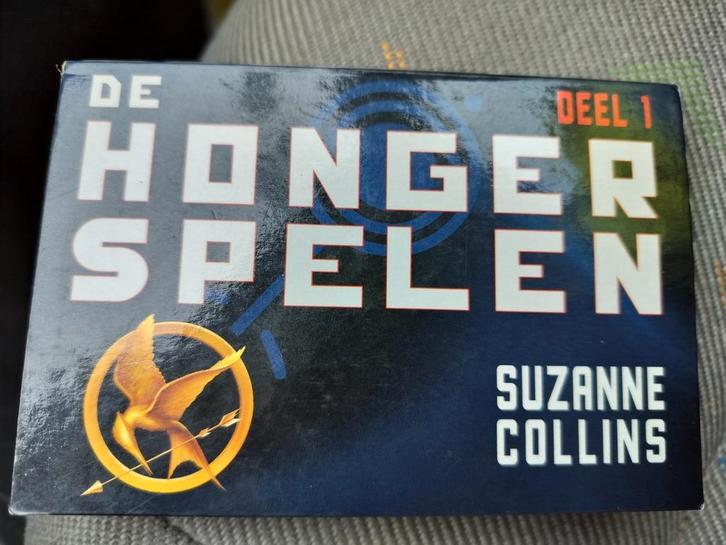 DE
DEEL 1
HONGER
SPELEN
SUZANNE
COLLINS